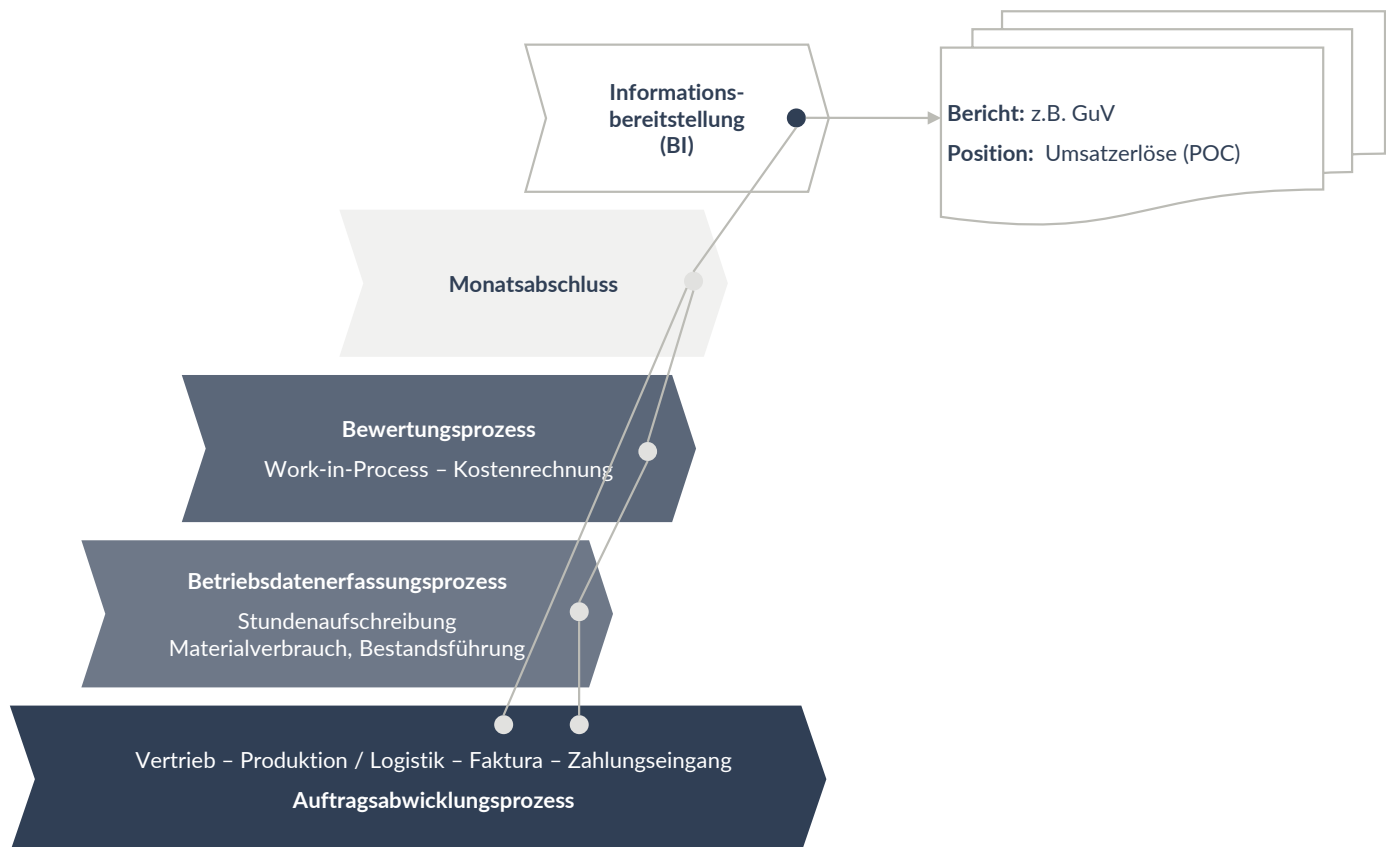 Informations-
bereitstellung
(BI)
Bericht: z.B. GuV
Position: Umsatzerlöse (POC)
Monatsabschluss
Bewertungsprozess
Work-in-Process – Kostenrechnung
Betriebsdatenerfassungsprozess
Stundenaufschreibung
Materialverbrauch, Bestandsführung
Vertrieb – Produktion / Logistik – Faktura – Zahlungseingang
Auftragsabwicklungsprozess